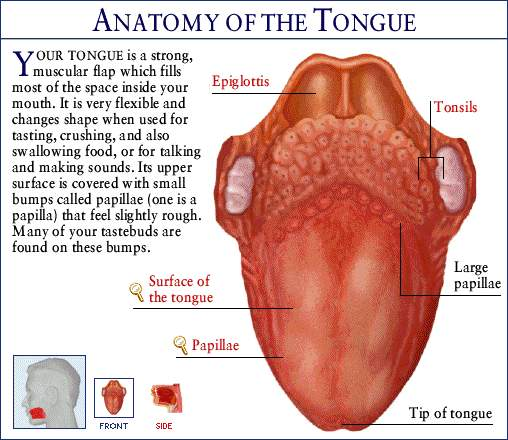 ANATOMY OF THE TONGUE
YOUR TONGUE is a strong,
muscular flap which fills
most of the space inside your
mouth. It is very flexible and
changes shape when used for
tasting, crushing, and also
swallowing food, or for talking
and making sounds. Its upper
surface is covered with small
bumps called papillae (one is a
papilla) that feel slightly rough.
Many of your tastebuds are
found on these bumps.
Epiglottis
Tonsils
Large
papillae
Surface of
the tongue
Papillae
Tip of tongue
FRONT
SIDE